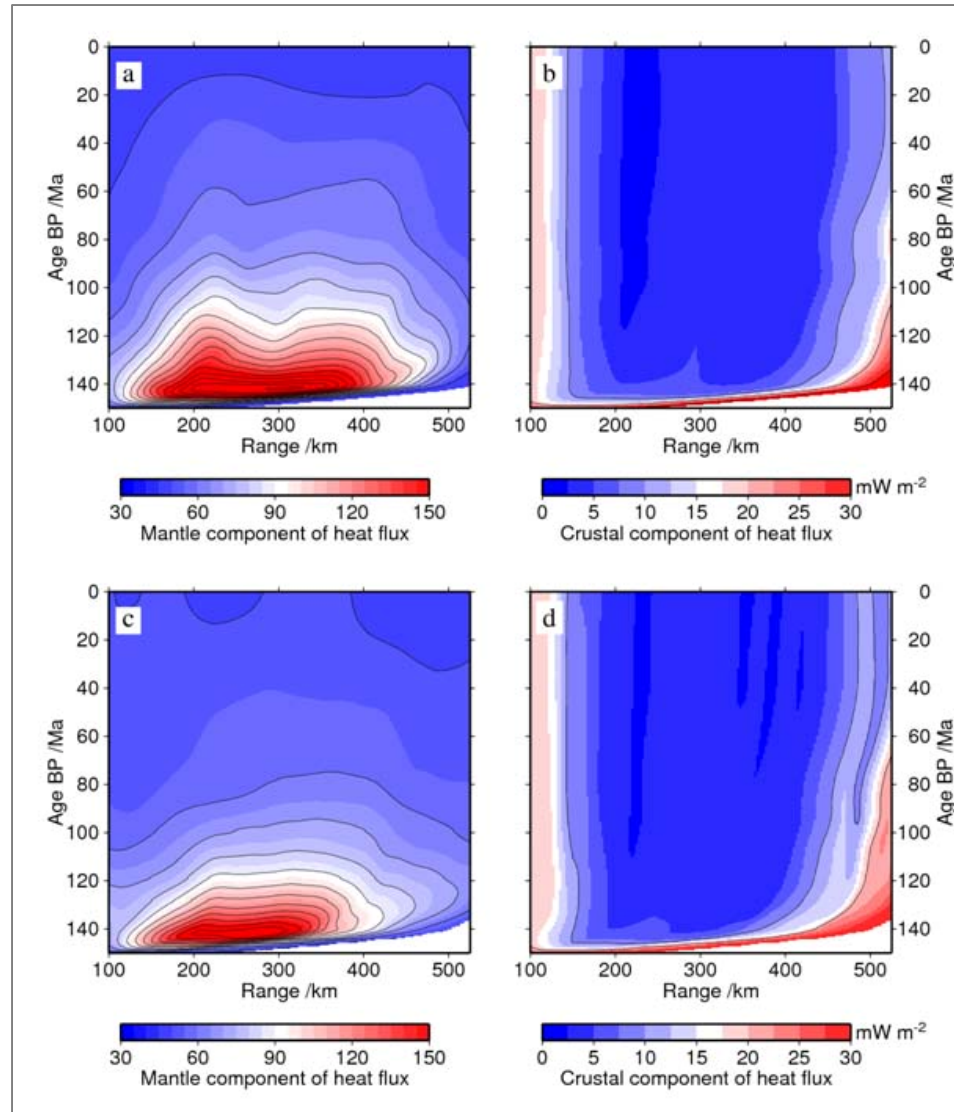 a
0
20
40
60
80
100
120
140
Age BP /Ma
100 200 300 400 500
Range /km
30 60 90 120 150
Mantle component of heat flux
b
0
20
40
60
80
100
120
140
Age BP /Ma
100 200 300 400 500
Range /km
0 5 10 15 20 25 30
mW m⁻²
Crustal component of heat flux
c
0
20
40
60
80
100
120
140
Age BP /Ma
100 200 300 400 500
Range /km
30 60 90 120 150
Mantle component of heat flux
d
0
20
40
60
80
100
120
140
Age BP /Ma
100 200 300 400 500
Range /km
0 5 10 15 20 25 30
mW m⁻²
Crustal component of heat flux